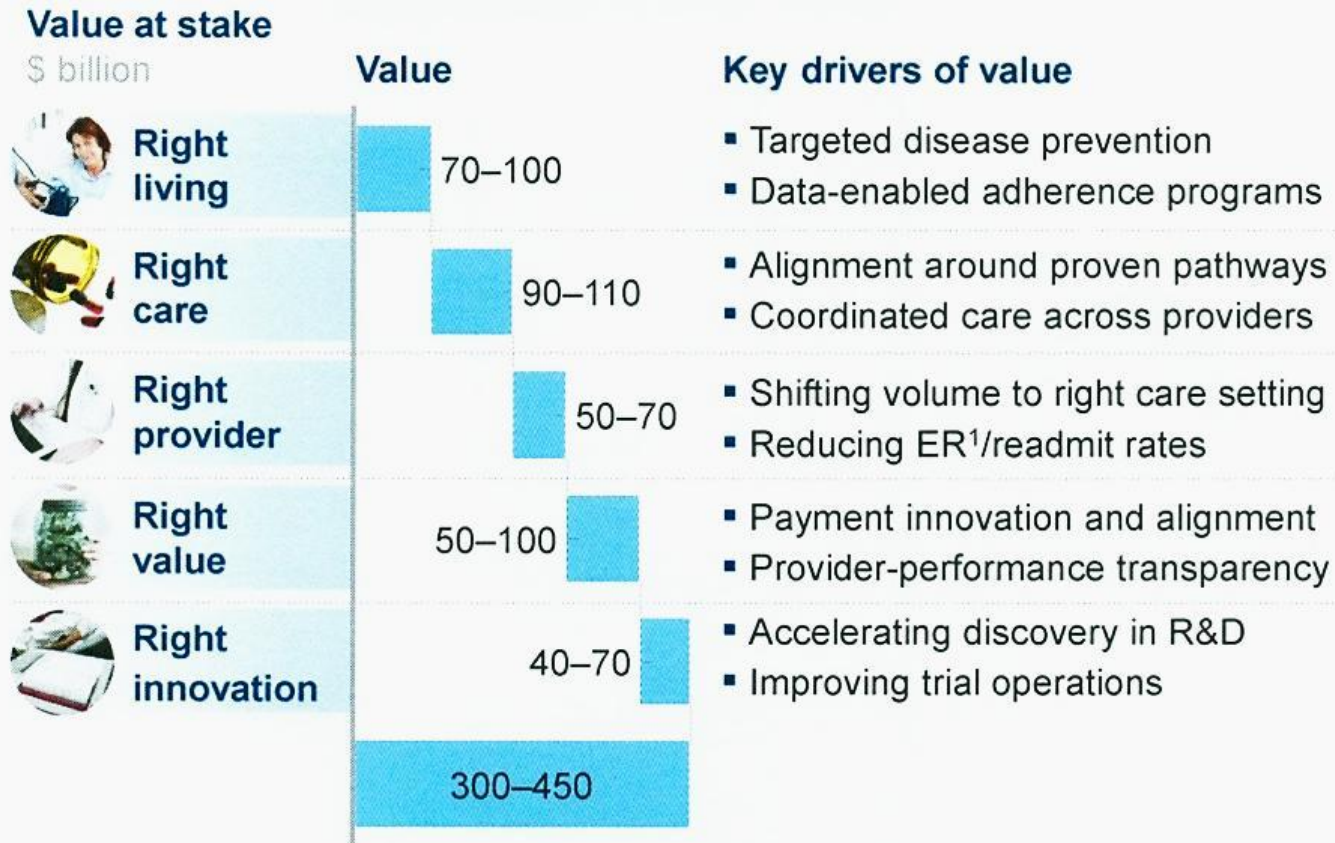 Value at stake
$ billion
Value
Key drivers of value
Right
living
70–100
▪ Targeted disease prevention
▪ Data-enabled adherence programs
Right
care
90–110
▪ Alignment around proven pathways
▪ Coordinated care across providers
Right
provider
50–70
▪ Shifting volume to right care setting
▪ Reducing ER¹/readmit rates
Right
value
50–100
▪ Payment innovation and alignment
▪ Provider-performance transparency
Right
innovation
40–70
▪ Accelerating discovery in R&D
▪ Improving trial operations
300–450